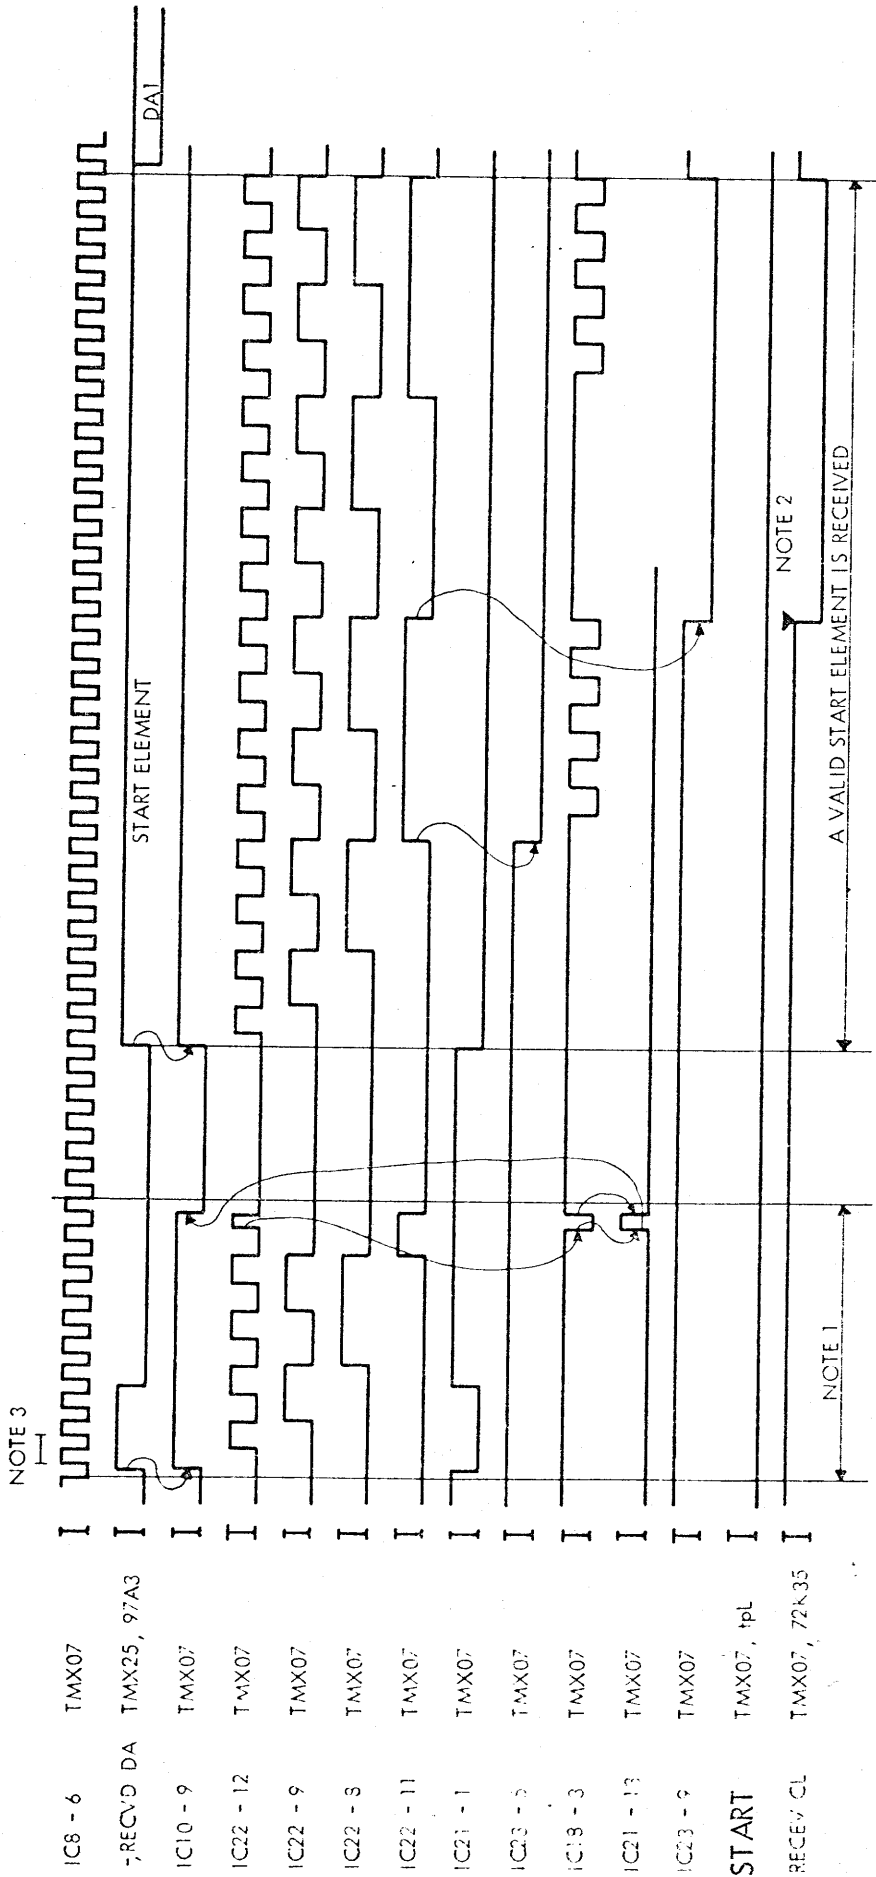 NOTE 3
IC8 - 6 TMX07
-,RECVD DA TMX25, 97A3
START ELEMENT
DA1
IC10 - 9 TMX07
IC22 - 12 TMX07
IC22 - 9 TMX07
IC22 - 8 TMX07
IC22 - 11 TMX07
IC21 - 1 TMX07
IC23 - 5 TMX07
IC18 - 3 TMX07
IC21 - 13 TMX07
IC23 - 9 TMX07
START TMX07, tpL
NOTE 2
RECEV CL TMX07, 72K35
NOTE 1
A VALID START ELEMENT IS RECEIVED